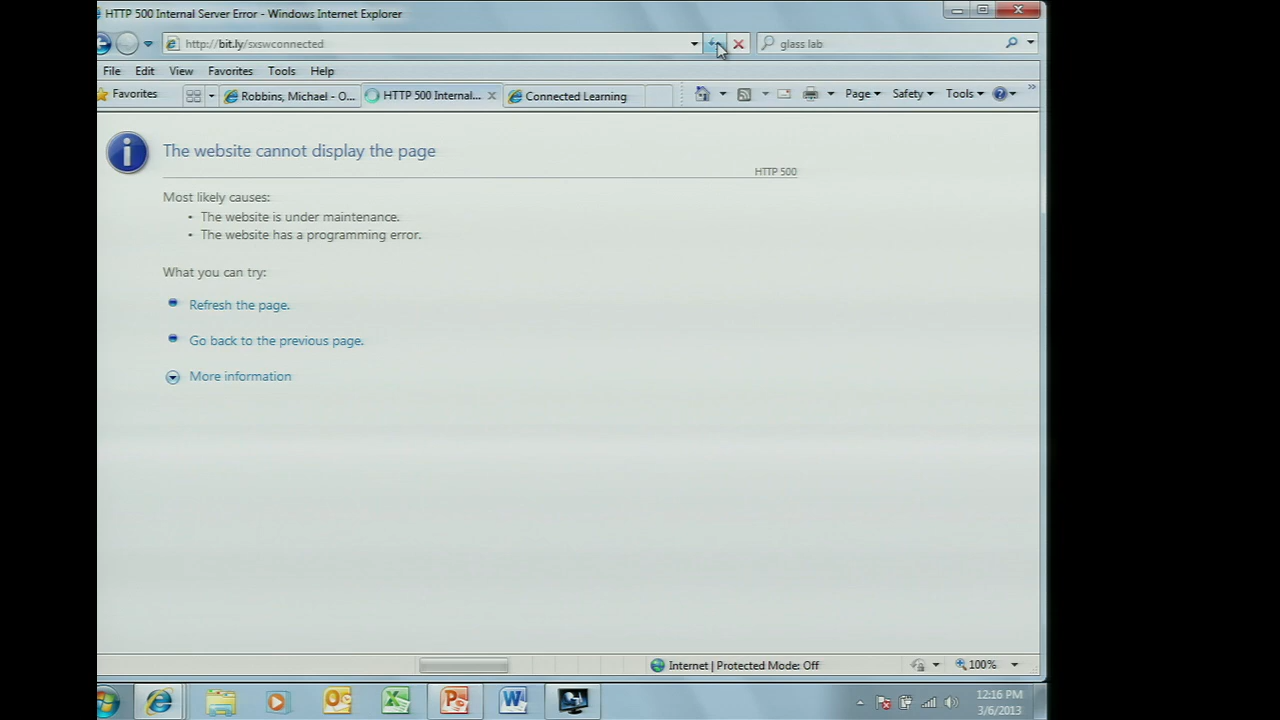 HTTP 500 Internal Server Error - Windows Internet Explorer
http://bit.ly/sxswconnected
glass lab
File Edit View Favorites Tools Help
Favorites
Robbins, Michael - O...
HTTP 500 Internal...
Connected Learning
Page
Safety
Tools
The website cannot display the page
HTTP 500
Most likely causes:
• The website is under maintenance.
• The website has a programming error.
What you can try:
Refresh the page.
Go back to the previous page.
More information
Internet | Protected Mode: Off
100%
12:16 PM
3/6/2013